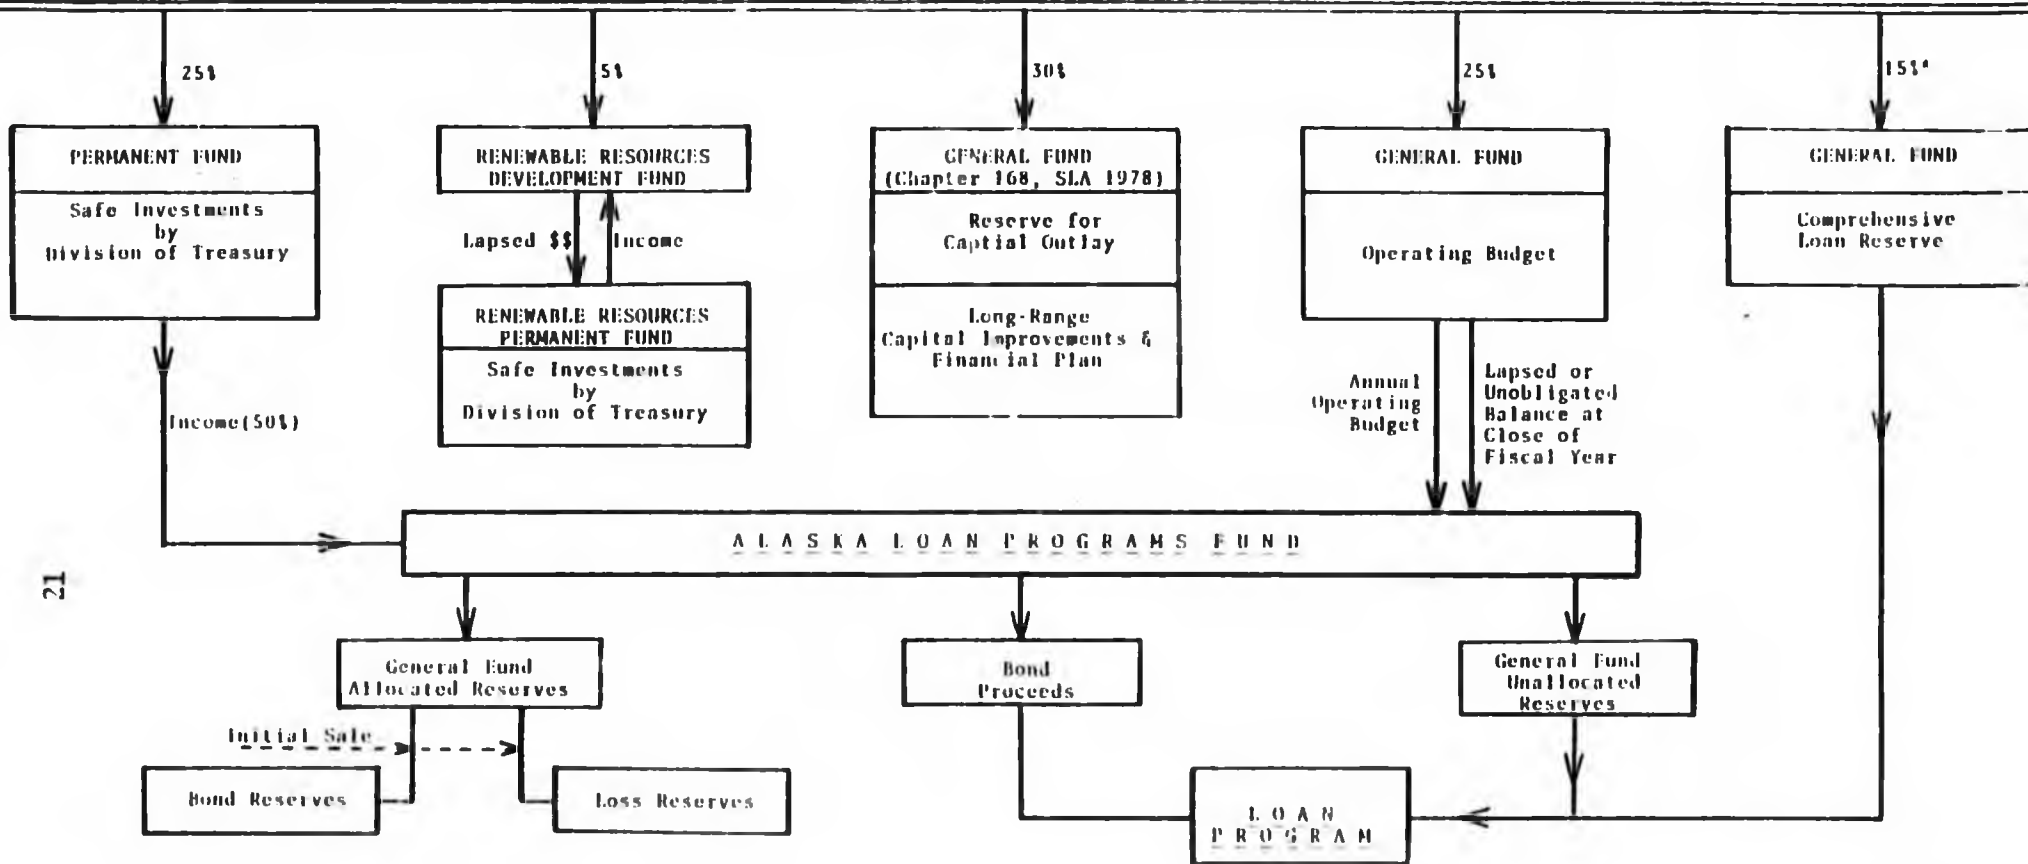 25%
5%
30%
25%
15%*
PERMANENT FUND
Safe Investments
by
Division of Treasury
RENEWABLE RESOURCES
DEVELOPMENT FUND
Lapsed $$
Income
RENEWABLE RESOURCES
PERMANENT FUND
Safe Investments
by
Division of Treasury
GENERAL FUND
(Chapter 168, SLA 1978)
Reserve for
Captial Outlay
Long-Range
Capital Improvements &
Financial Plan
GENERAL FUND
Operating Budget
GENERAL FUND
Comprehensive
Loan Reserve
Income(50%)
Annual
Operating
Budget
Lapsed or
Unobligated
Balance at
Close of
Fiscal Year
ALASKA LOAN PROGRAMS FUND
21
General Fund
Allocated Reserves
Bond
Proceeds
General Fund
Unallocated
Reserves
Initial Sale
Bond Reserves
Loss Reserves
LOAN
PROGRAM